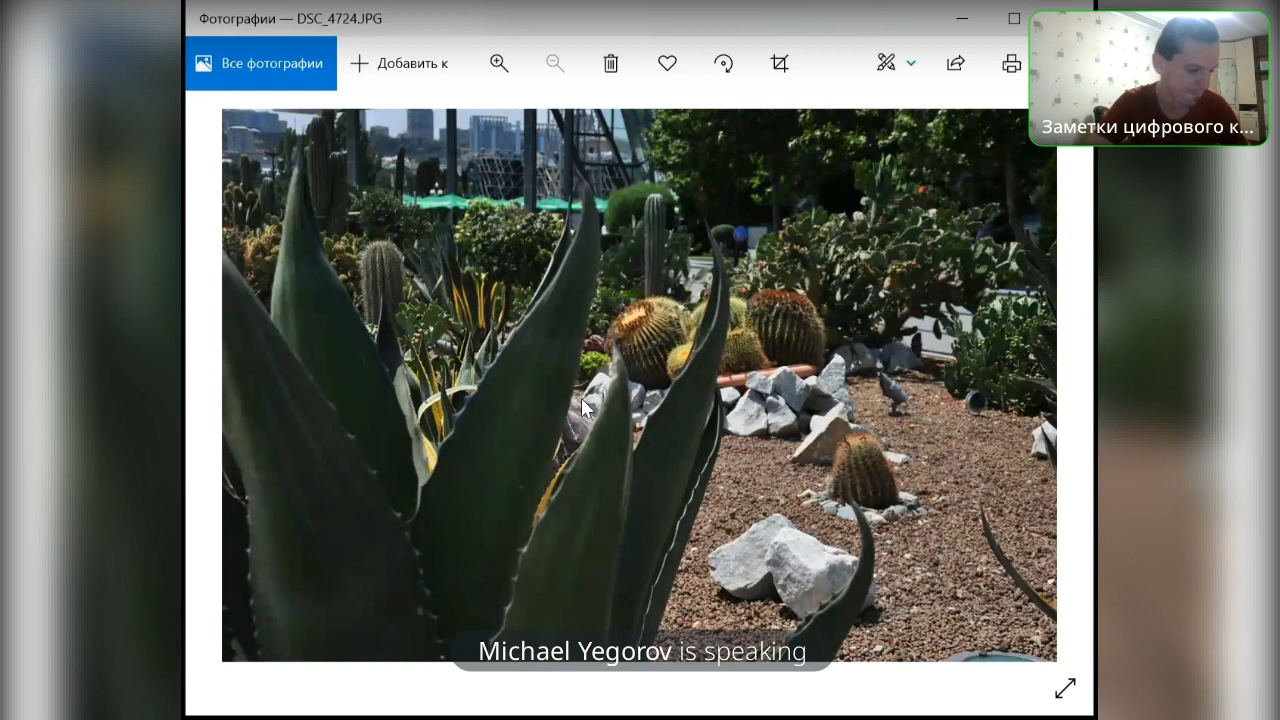 Фотографии — DSC_4724.JPG
Все фотографии
Добавить к
Заметки цифрового к...
Michael Yegorov is speaking